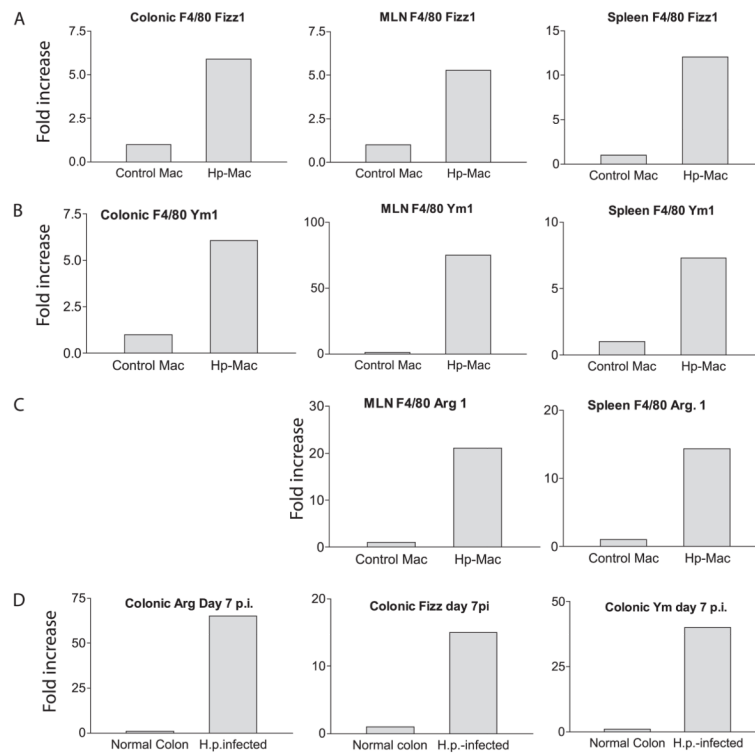 A
Colonic F4/80 Fizz1
Fold increase
7.5
5.0
2.5
0.0
Control Mac Hp-Mac
MLN F4/80 Fizz1
7.5
5.0
2.5
0.0
Control Mac Hp-Mac
Spleen F4/80 Fizz1
15
10
5
0
Control Mac Hp-Mac
B
Colonic F4/80 Ym1
Fold increase
7.5
5.0
2.5
0.0
Control Mac Hp-Mac
MLN F4/80 Ym1
100
50
0
Control Mac Hp-Mac
Spleen F4/80 Ym1
10
5
0
Control Mac Hp-Mac
C
MLN F4/80 Arg 1
Fold increase
30
20
10
0
Control Mac Hp-Mac
Spleen F4/80 Arg. 1
20
10
0
Control Mac Hp-Mac
D
Colonic Arg Day 7 p.i.
Fold increase
75
50
25
0
Normal Colon H.p.infected
Colonic Fizz day 7pi
20
10
0
Normal colon H.p.-infected
Colonic Ym day 7 p.i.
50
25
0
Normal Colon H.p.-infected